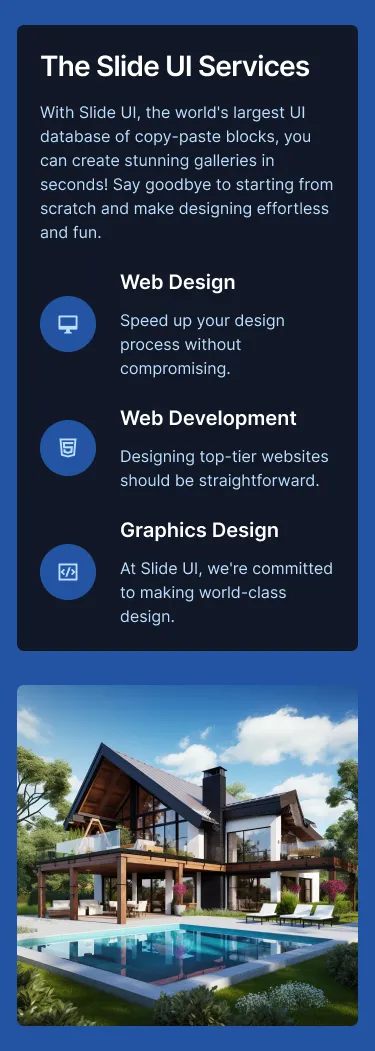 The Slide UI Services
With Slide UI, the world's largest UI
database of copy-paste blocks, you
can create stunning galleries in
seconds! Say goodbye to starting from
scratch and make designing effortless
and fun.
Web Design
Speed up your design
process without
compromising.
Web Development
Designing top-tier websites
should be straightforward.
Graphics Design
At Slide UI, we're committed
to making world-class
design.